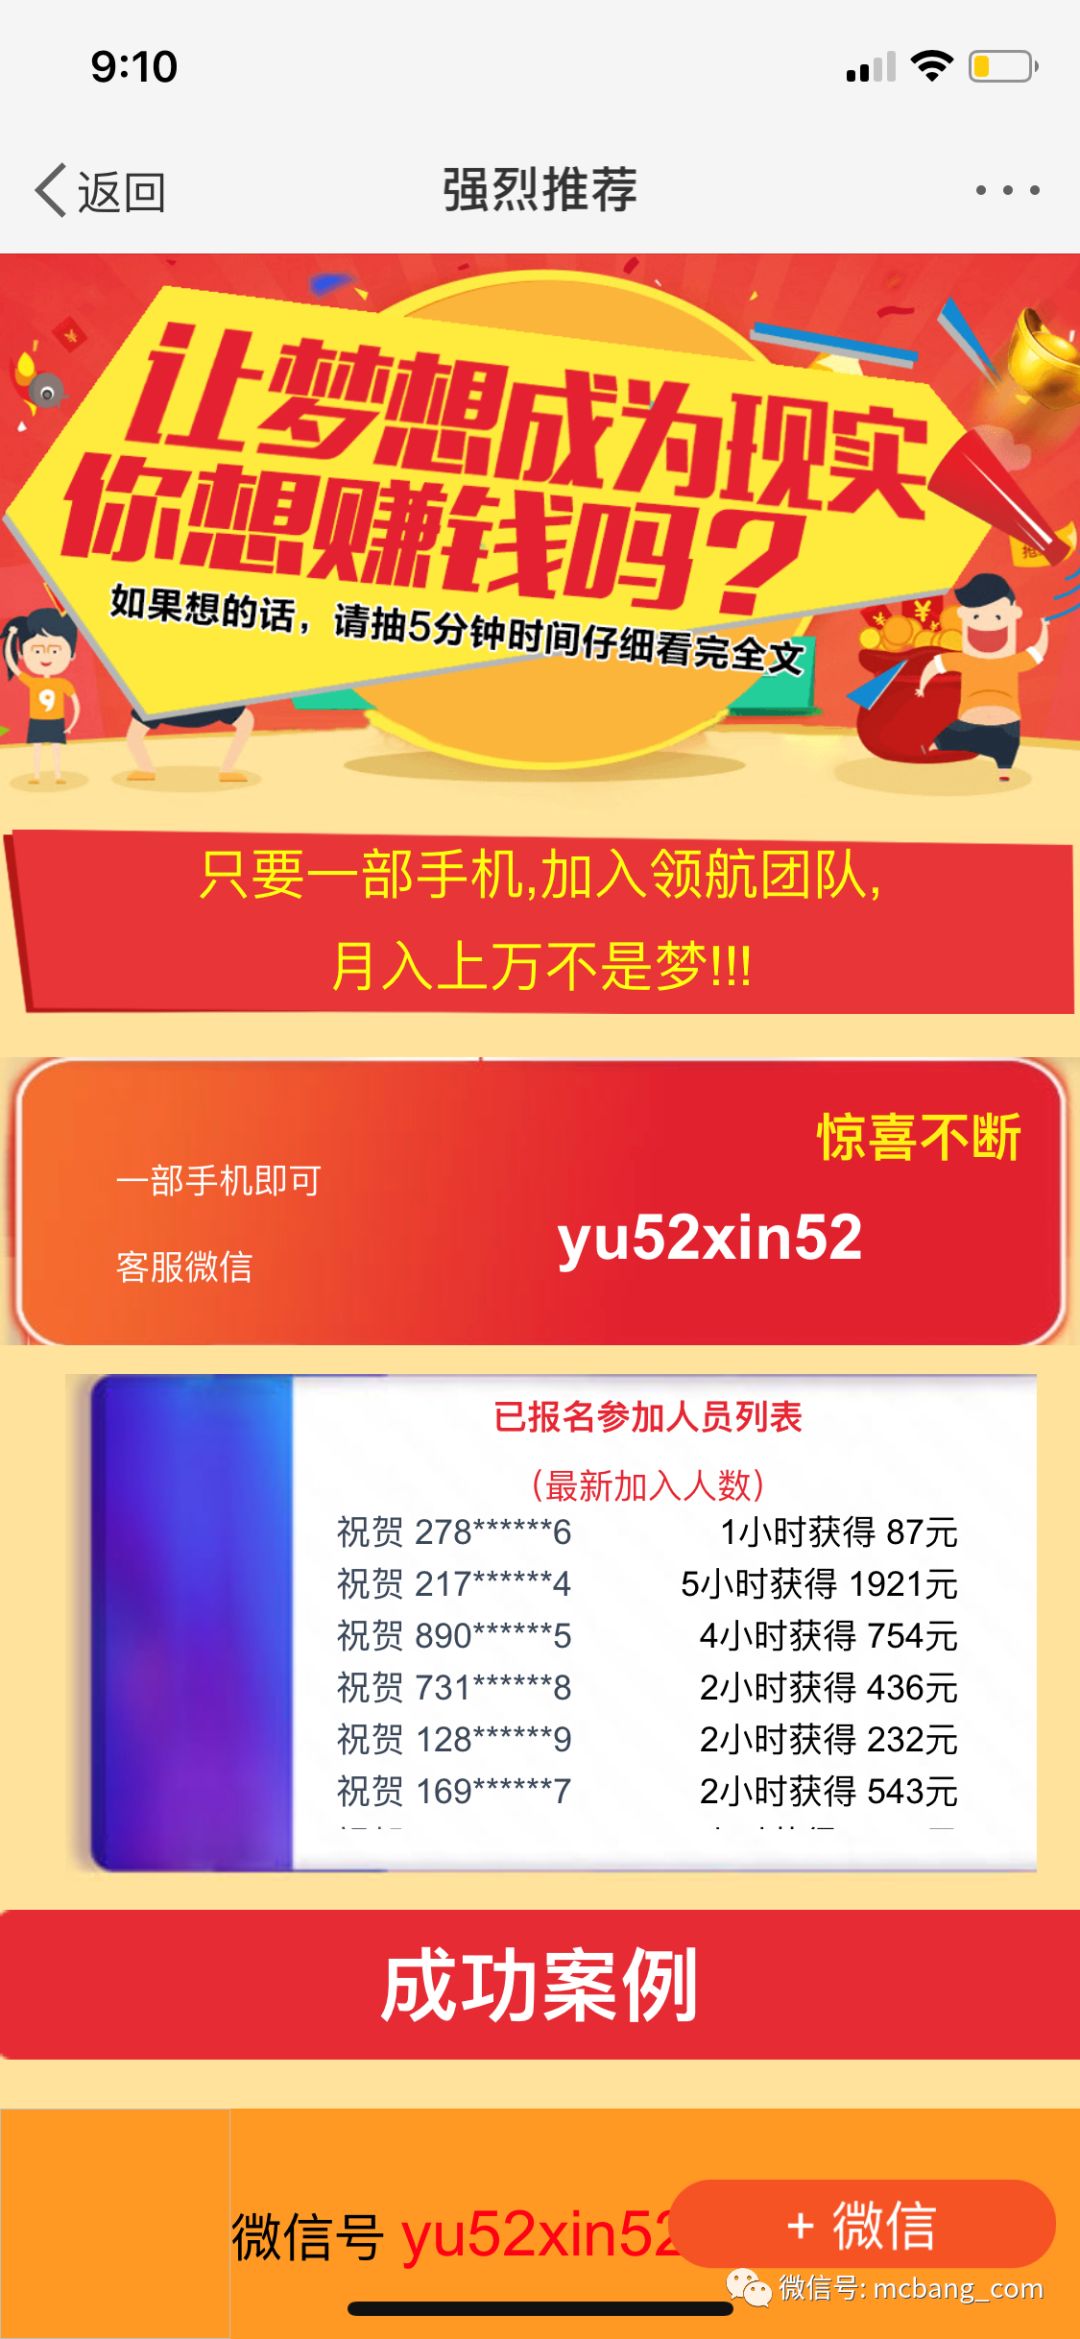 9:10
返回
强烈推荐
让梦想成为现实
你想赚钱吗?
如果想的话，请抽5分钟时间仔细看完全文
9
只要一部手机,加入领航团队,
月入上万不是梦!!!
惊喜不断
一部手机即可
yu52xin52
客服微信
已报名参加人员列表
（最新加入人数）
祝贺 278******6 1小时获得 87元
祝贺 217******4 5小时获得 1921元
祝贺 890******5 4小时获得 754元
祝贺 731******8 2小时获得 436元
祝贺 128******9 2小时获得 232元
祝贺 169******7 2小时获得 543元
成功案例
微信号 yu52xin52
+ 微信
微信号: mcbang_com